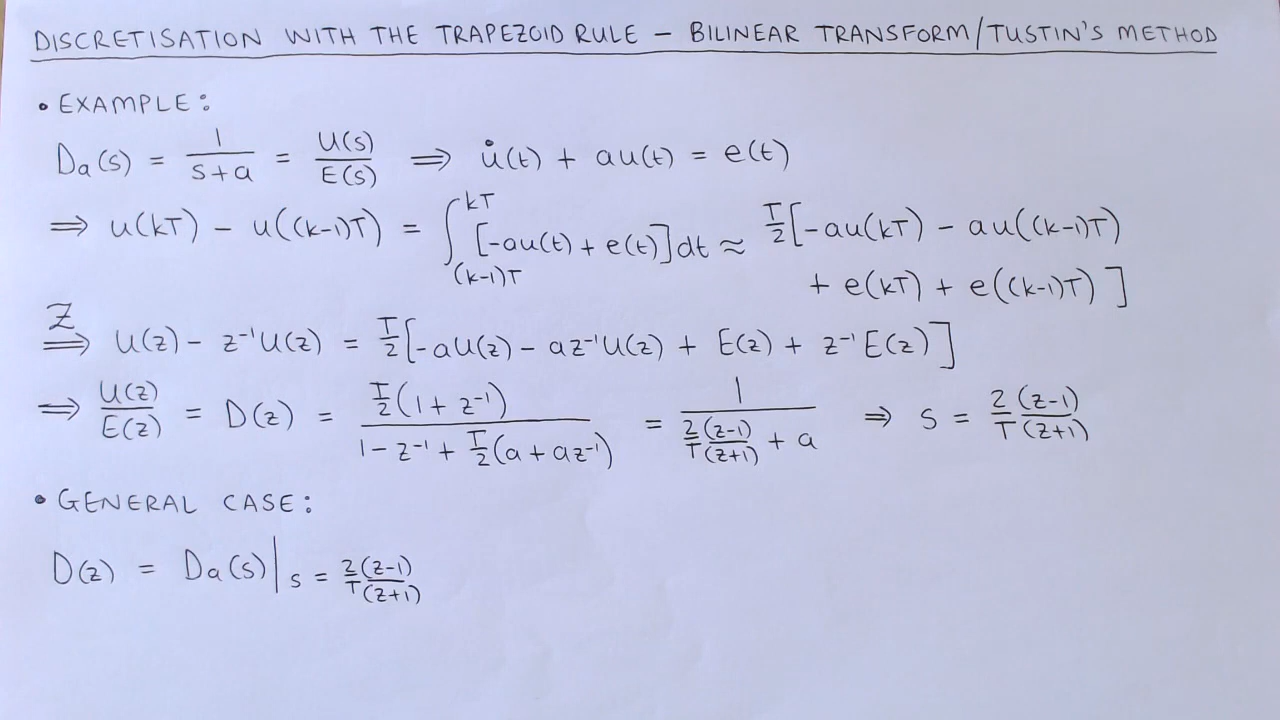 DISCRETISATION WITH THE TRAPEZOID RULE – BILINEAR TRANSFORM/TUSTIN'S METHOD
• EXAMPLE:
Da(s) = 1/(s+a) = U(s)/E(s) ⟹ u̇(t) + au(t) = e(t)
⟹ u(kT) – u((k-1)T) = ∫_{(k-1)T}^{kT} [-au(t) + e(t)]dt ≈ T/2[-au(kT) – au((k-1)T)
+ e(kT) + e((k-1)T)]
Z⟹ U(z) – z⁻¹U(z) = T/2[-aU(z) – az⁻¹U(z) + E(z) + z⁻¹E(z)]
⟹ U(z)/E(z) = D(z) = T/2(1 + z⁻¹)/(1 – z⁻¹ + T/2(a + az⁻¹)) = 1/(2/T (z-1)/(z+1) + a) ⟹ s = 2/T (z-1)/(z+1)
• GENERAL CASE:
D(z) = Da(s)|s = 2/T (z-1)/(z+1)